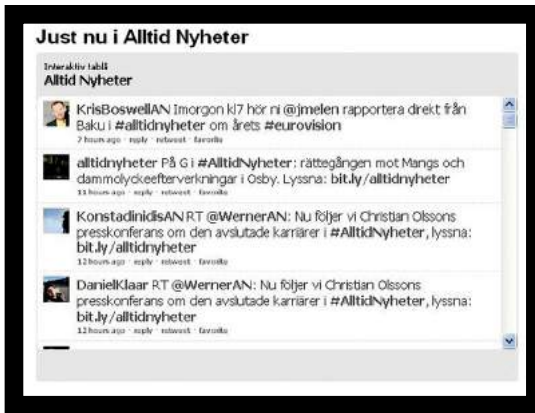 Just nu i Alltid Nyheter
Interaktiv tablå
Alltid Nyheter
KrisBoswellAN Imorgon kl7 hör ni @jmelen rapportera direkt från
Baku i #alltidnyheter om årets #eurovision
7 hours ago · reply · retweet · favorite
alltidnyheter På G i #AlltidNyheter: rättegången mot Mangs och
dammolyckeefterverkningar i Osby. Lyssna: bit.ly/alltidnyheter
11 hours ago · reply · retweet · favorite
KonstadinidisAN RT @WernerAN: Nu följer vi Christian Olssons
presskonferans om den avslutade karriärer i #AlltidNyheter, lyssna:
bit.ly/alltidnyheter
12 hours ago · reply · retweet · favorite
DanielKlaar RT @WernerAN: Nu följer vi Christian Olssons
presskonferans om den avslutade karriärer i #AlltidNyheter, lyssna:
bit.ly/alltidnyheter
12 hours ago · reply · retweet · favorite